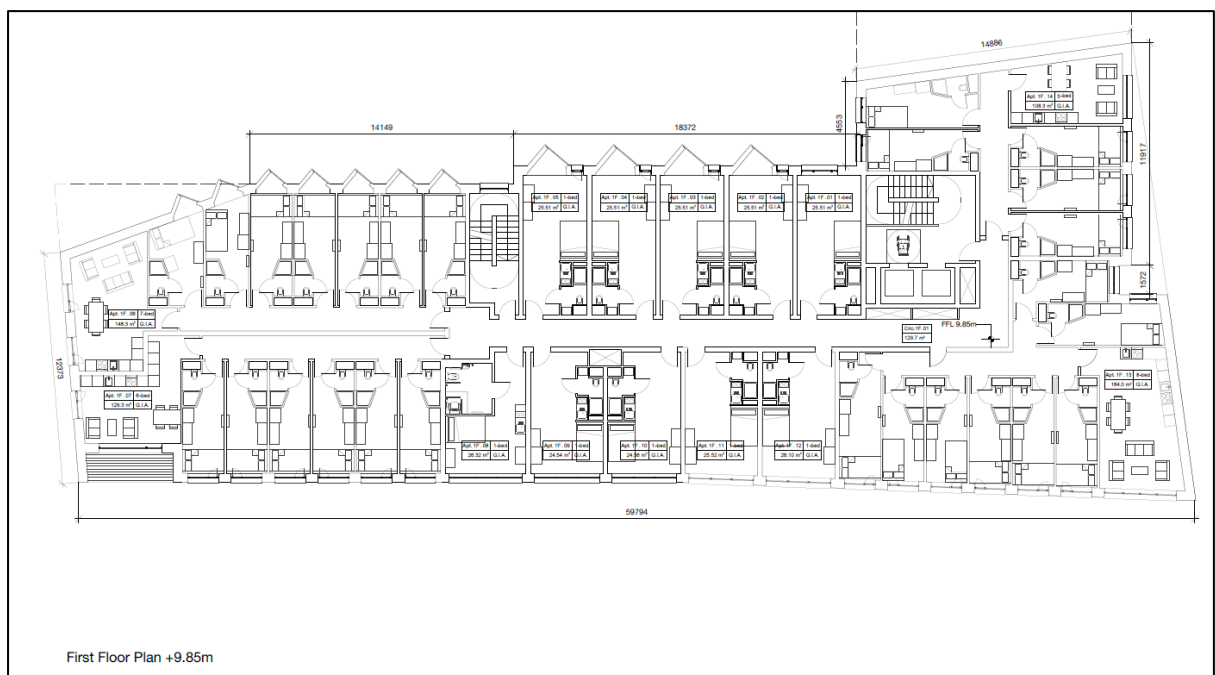 14886
14149
18372
4553
Apt. 1F .14 5-bed
108.3 m² G.I.A.
11917
Apt. 1F .05 1-bed
25.51 m² G.I.A.
Apt. 1F .04 1-bed
25.51 m² G.I.A.
Apt. 1F .03 1-bed
25.51 m² G.I.A.
Apt. 1F .02 1-bed
25.51 m² G.I.A.
Apt. 1F .01 1-bed
25.51 m² G.I.A.
1572
Apt. 1F .06 7-bed
148.3 m² G.I.A.
FFL 9.85m
Circ.1F.01
129.7 m²
12373
Apt. 1F .07 6-bed
129.3 m² G.I.A.
Apt. 1F .13 8-bed
164.0 m² G.I.A.
Apt. 1F .08 1-bed
26.32 m² G.I.A.
Apt. 1F .09 1-bed
24.54 m² G.I.A.
Apt. 1F .10 1-bed
G.I.A.
Apt. 1F .11 1-bed
25.52 m² G.I.A.
Apt. 1F .12 1-bed
26.10 m² G.I.A.
59794
First Floor Plan +9.85m